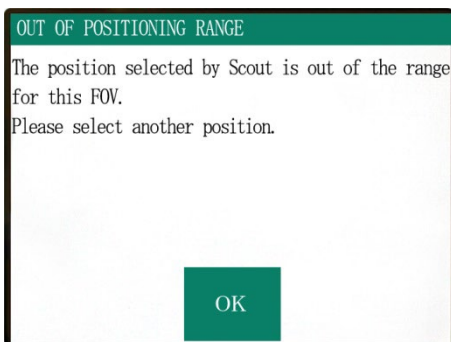 OUT OF POSITIONING RANGE
The position selected by Scout is out of the range
for this FOV.
Please select another position.
OK